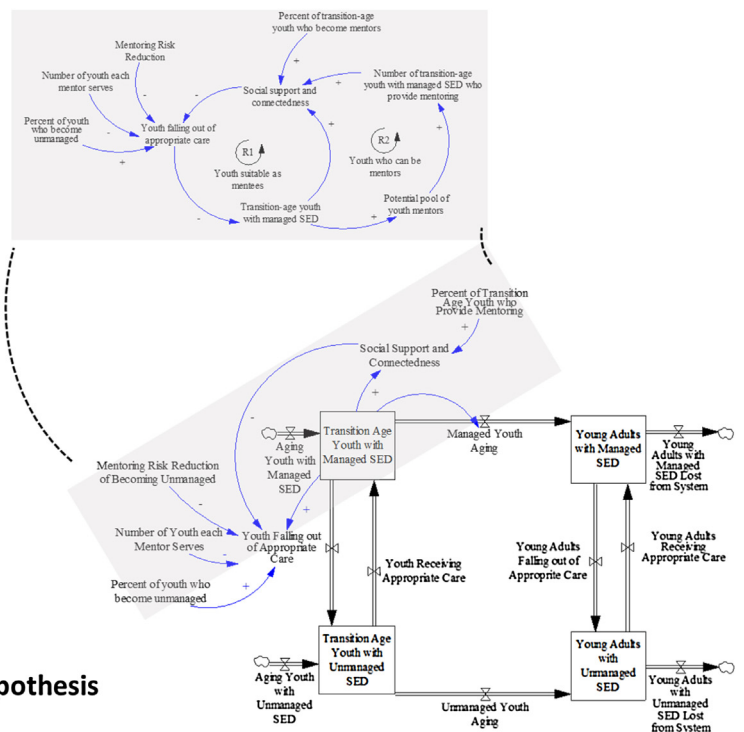 Percent of transition-age
youth who become mentors
Mentoring Risk
Reduction
Number of youth each
mentor serves
Number of transition-age
youth with managed SED who
provide mentoring
Social support and
connectedness
Percent of youth
who become
unmanaged
Youth falling out of
appropriate care
R1
R2
Youth who can be
mentors
Youth suitable as
mentees
Potential pool of
youth mentors
Transition-age youth
with managed SED
+
+
+
+
+
+
-
-
-
-
-
Percent of Transition
Age Youth who
Provide Mentoring
+
Social Support and
Connectedness
+
-
Transition Age
Youth with
Managed SED
Managed Youth
Aging
Young Adults
with Managed
SED
Young
Adults with
Managed
SED Lost
from System
Aging
Youth with
Managed
SED
+
Mentoring Risk Reduction
of Becoming Unmanaged
-
Number of Youth each
Mentor Serves
-
Youth Falling out
of Appropriate
Care
Percent of youth who
become unmanaged
+
Youth Receiving
Appropriate Care
Young Adults
Falling out of
Approprite Care
Young Adults
Receiving
Appropriate Care
Transition Age
Youth with
Unmanaged SED
Young Adults
with
Unmanaged
SED
Aging Youth
with
Unmanaged
SED
Unmanaged Youth
Aging
Young Adults
with
Unmanaged
SED Lost
from System
pothesis